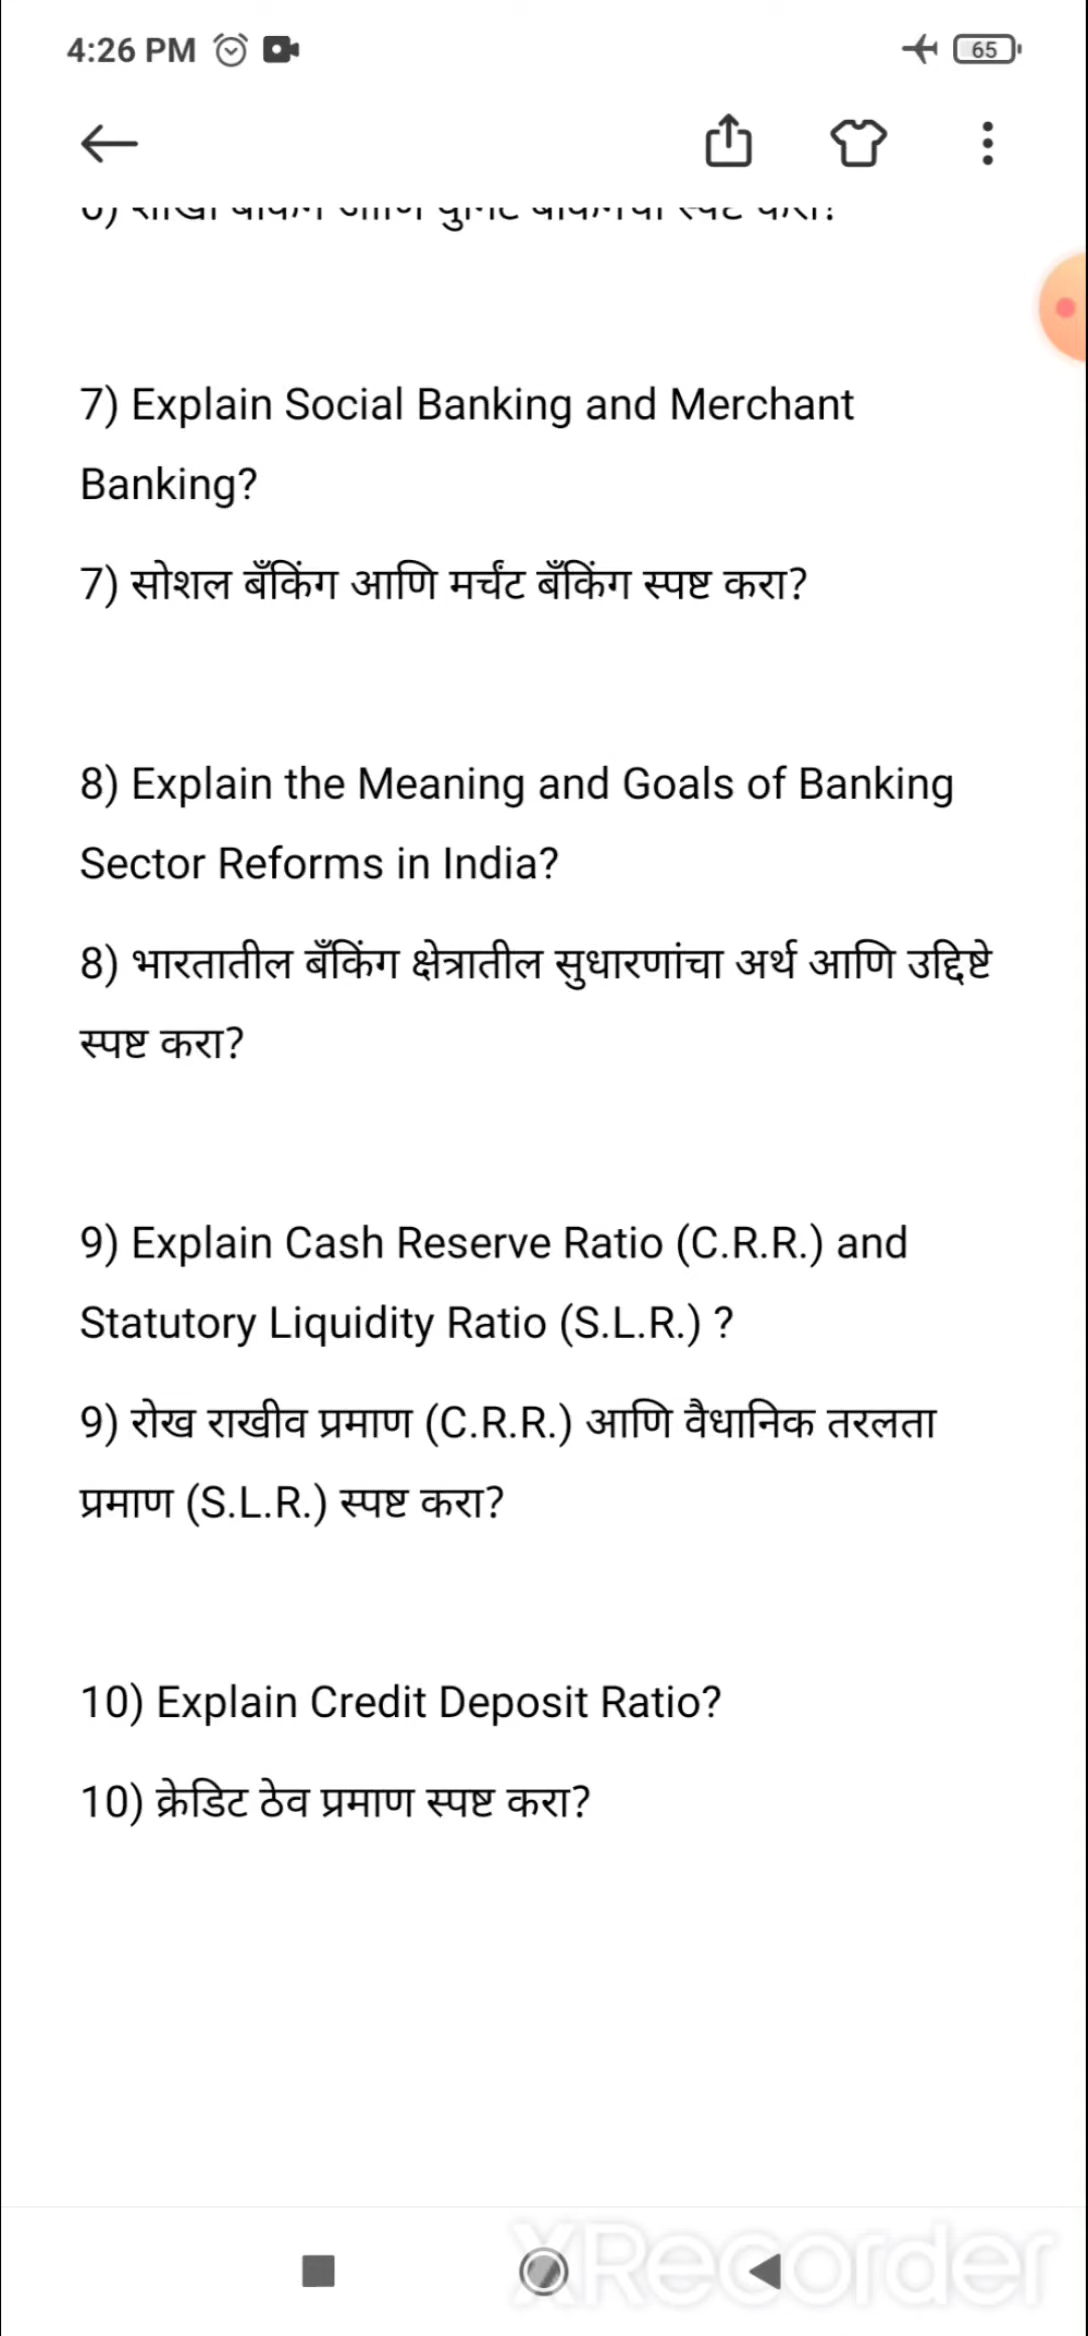 4:26 PM
65
7) Explain Social Banking and Merchant
Banking?
7) सोशल बँकिंग आणि मर्चंट बँकिंग स्पष्ट करा?
8) Explain the Meaning and Goals of Banking
Sector Reforms in India?
8) भारतातील बँकिंग क्षेत्रातील सुधारणांचा अर्थ आणि उद्दिष्टे
स्पष्ट करा?
9) Explain Cash Reserve Ratio (C.R.R.) and
Statutory Liquidity Ratio (S.L.R.) ?
9) रोख राखीव प्रमाण (C.R.R.) आणि वैधानिक तरलता
प्रमाण (S.L.R.) स्पष्ट करा?
10) Explain Credit Deposit Ratio?
10) क्रेडिट ठेव प्रमाण स्पष्ट करा?
XRecorder